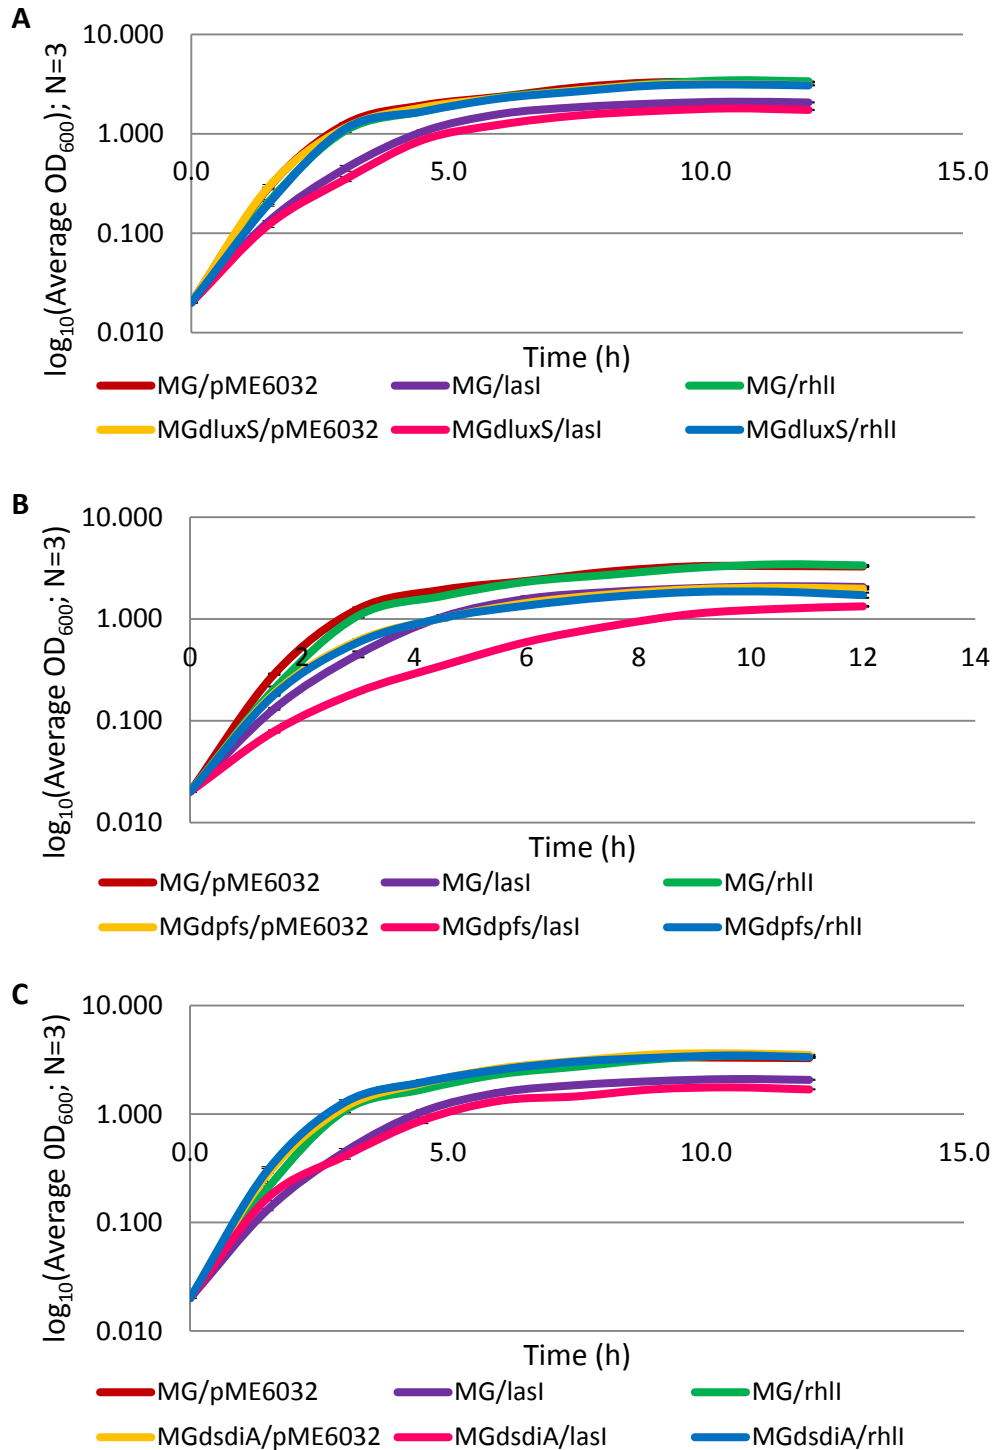 A
log10(Average OD600); N=3
10.000
1.000
0.100
0.010
0.0 5.0 10.0 15.0
Time (h)
MG/pME6032 MG/lasI MG/rhlI
MGdluxS/pME6032 MGdluxS/lasI MGdluxS/rhlI
B
log10(Average OD600; N=3)
10.000
1.000
0.100
0.010
0 2 4 6 8 10 12 14
Time (h)
MG/pME6032 MG/lasI MG/rhlI
MGdpfs/pME6032 MGdpfs/lasI MGdpfs/rhlI
C
log10(Average 0D600; N=3)
10.000
1.000
0.100
0.010
0.0 5.0 10.0 15.0
Time (h)
MG/pME6032 MG/lasI MG/rhlI
MGdsdiA/pME6032 MGdsdiA/lasI MGdsdiA/rhlI